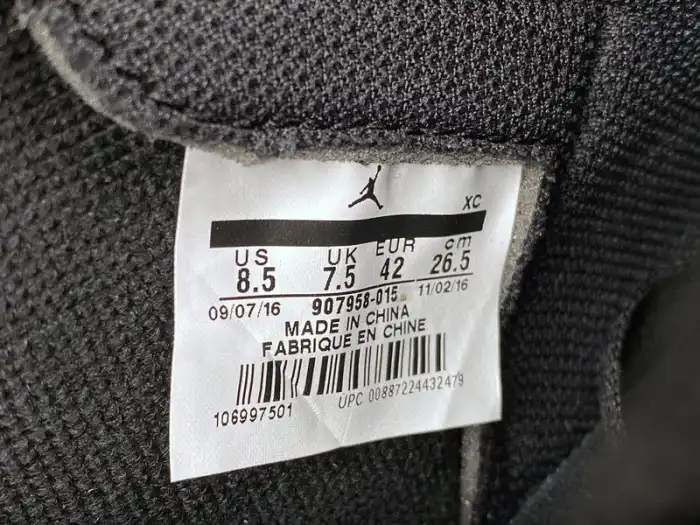 XC
US UK EUR cm
8.5 7.5 42 26.5
09/07/16 907958-015 11/02/16
MADE IN CHINA
FABRIQUE EN CHINE
106997501 UPC 00887224432479